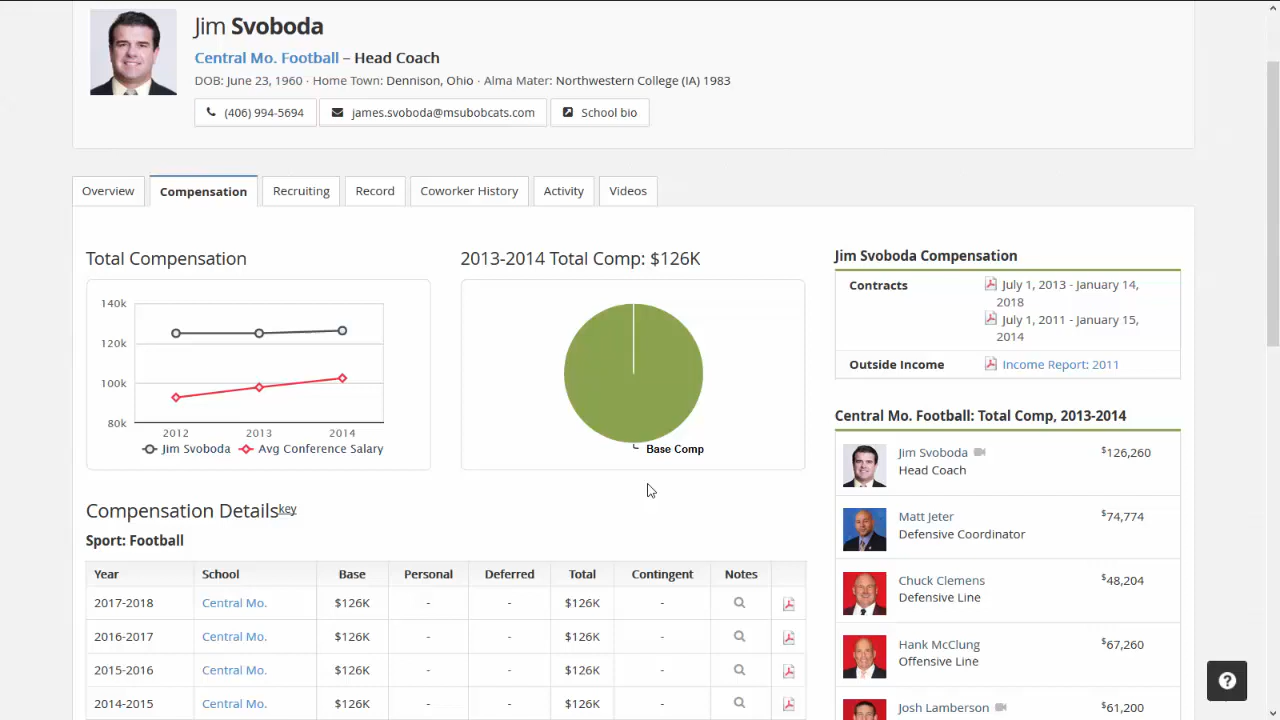 Jim Svoboda
Central Mo. Football – Head Coach
DOB: June 23, 1960 · Home Town: Dennison, Ohio · Alma Mater: Northwestern College (IA) 1983
(406) 994-5694
james.svoboda@msubobcats.com
School bio
Overview
Compensation
Recruiting
Record
Coworker History
Activity
Videos
Total Compensation
140k
120k
100k
80k
2012 2013 2014
Jim Svoboda Avg Conference Salary
2013-2014 Total Comp: $126K
Base Comp
Compensation Details key
Sport: Football
Year School Base Personal Deferred Total Contingent Notes
2017-2018 Central Mo. $126K - - $126K -
2016-2017 Central Mo. $126K - - $126K -
2015-2016 Central Mo. $126K - - $126K -
2014-2015 Central Mo. $126K - - $126K -
Jim Svoboda Compensation
Contracts July 1, 2013 - January 14,
2018
July 1, 2011 - January 15,
2014
Outside Income Income Report: 2011
Central Mo. Football: Total Comp, 2013-2014
Jim Svoboda $126,260
Head Coach
Matt Jeter $74,774
Defensive Coordinator
Chuck Clemens $48,204
Defensive Line
Hank McClung $67,260
Offensive Line
Josh Lamberson $61,200
?